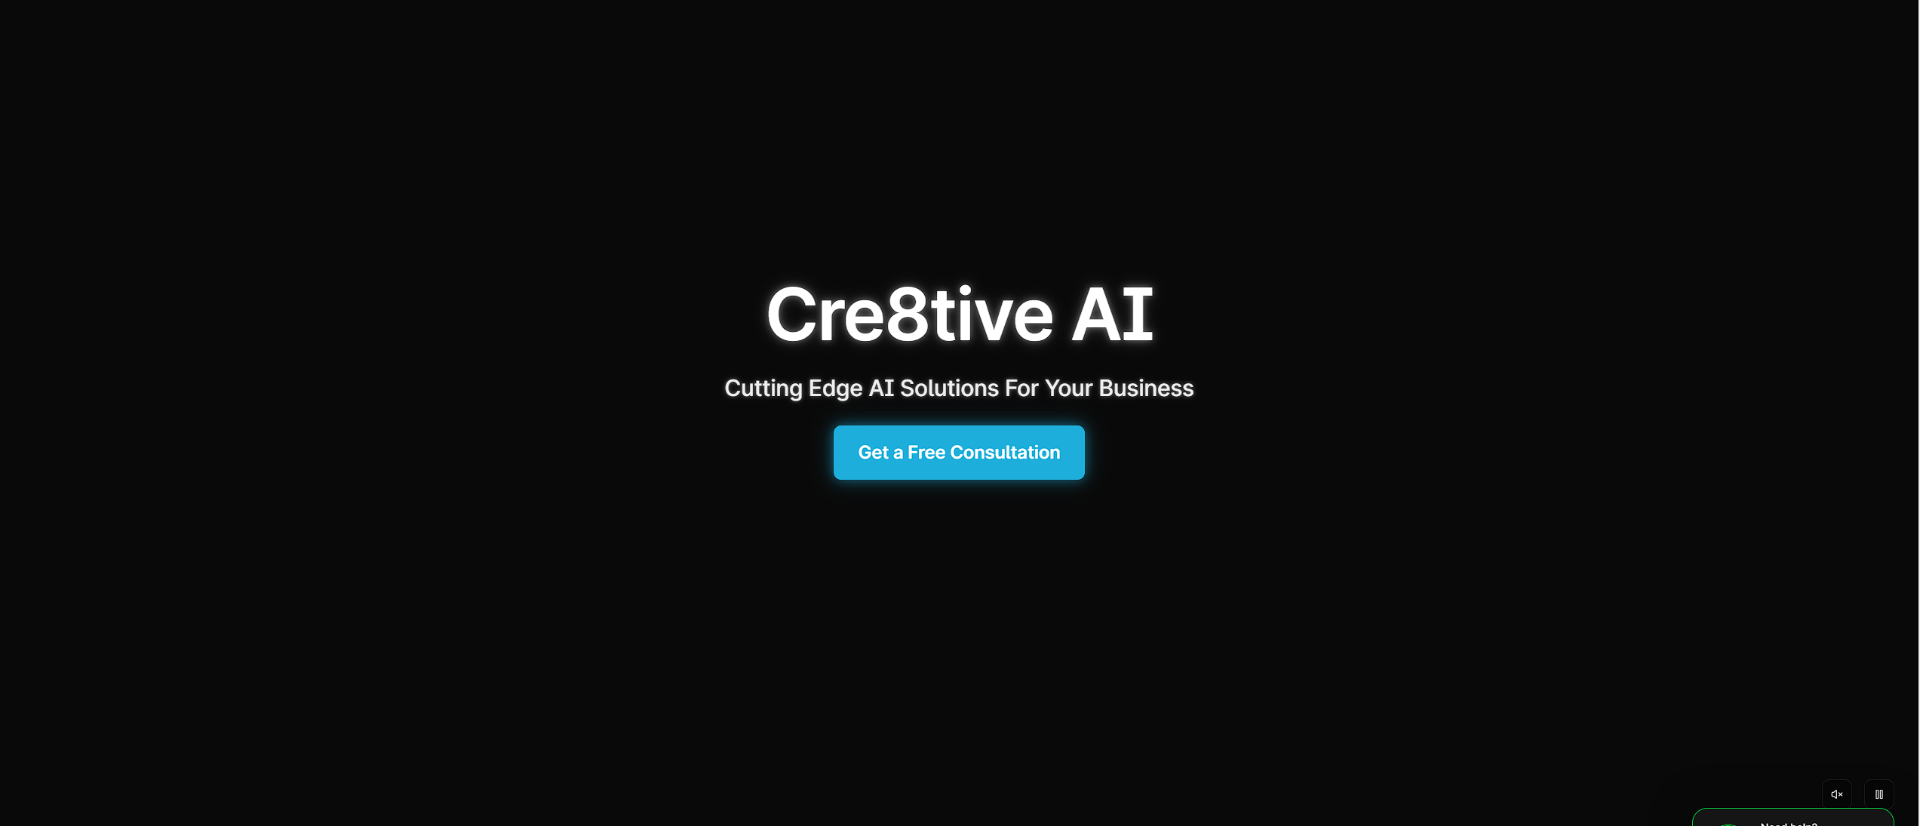 Cre8tive AI
Cutting Edge AI Solutions For Your Business
Get a Free Consultation
Need help?